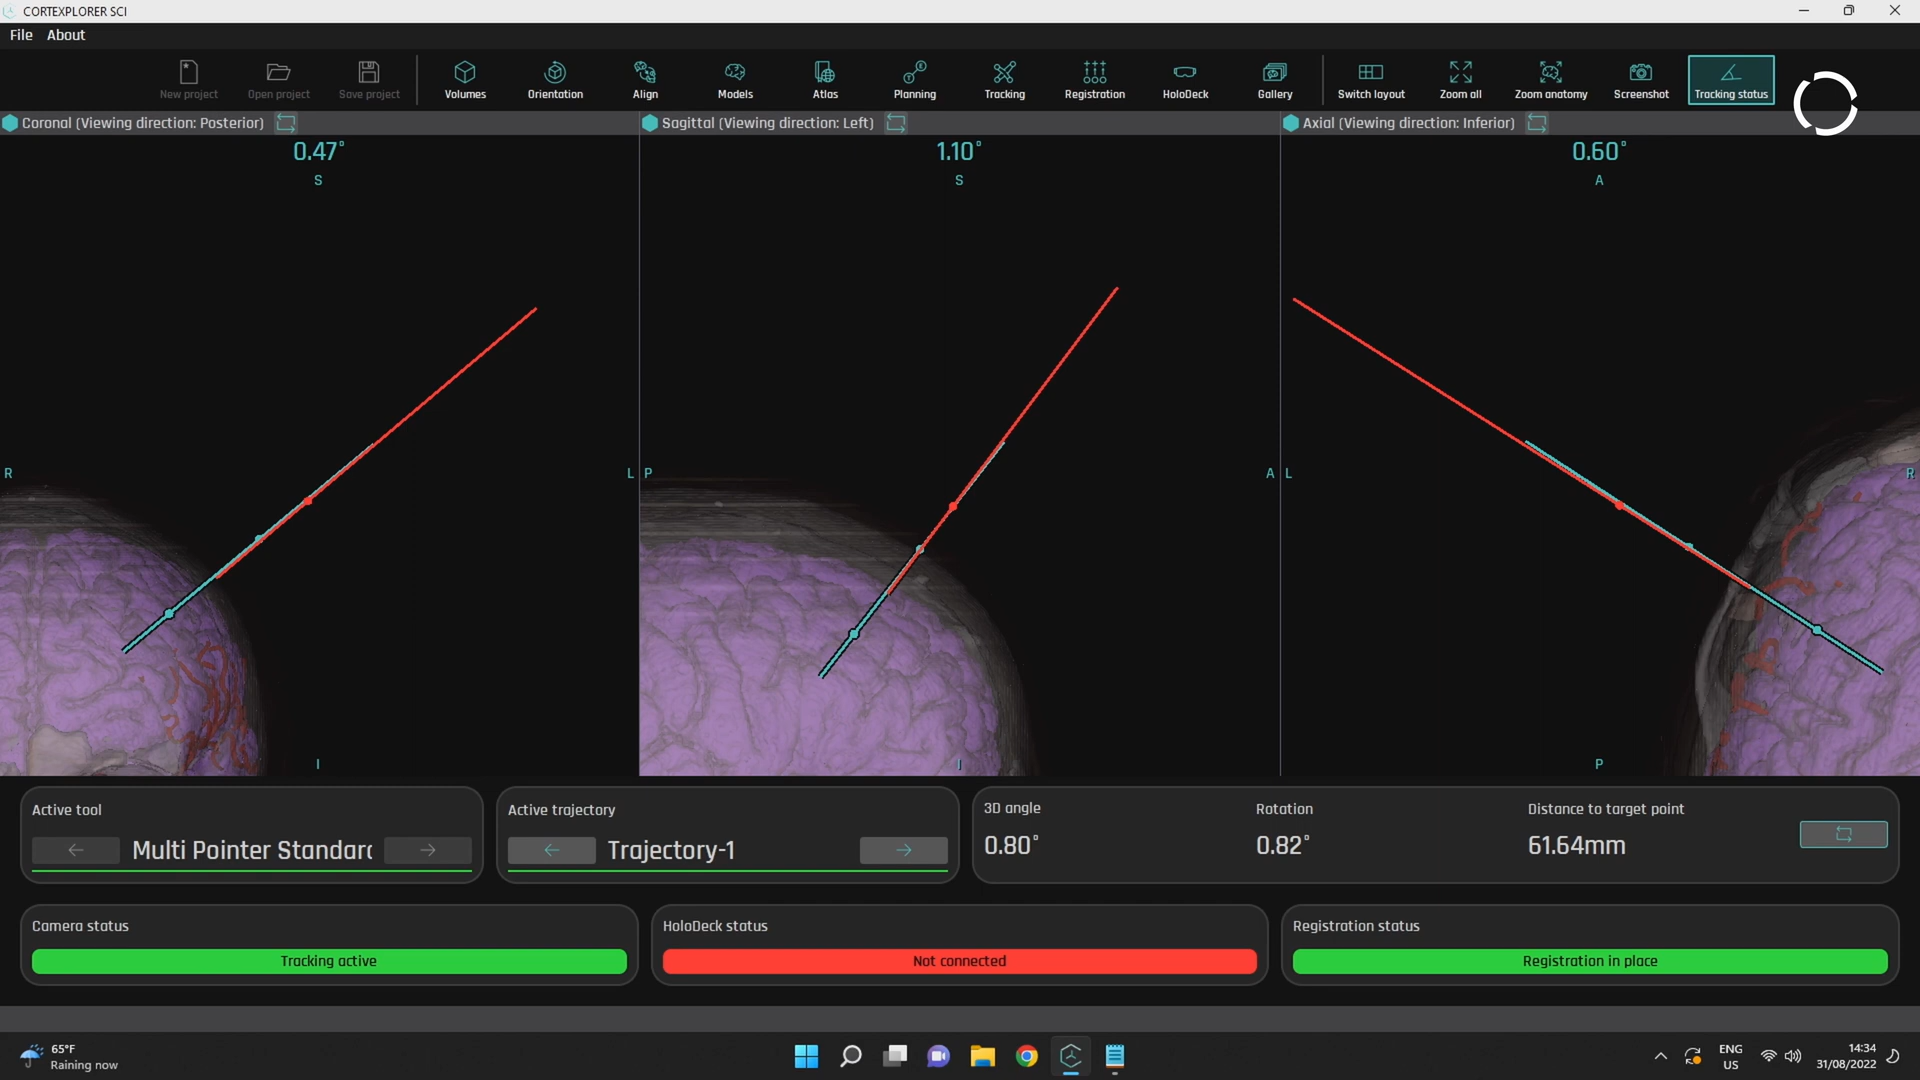 CORTEXPLORER SCI
File About
New project Open project Save project Volumes Orientation Align Models Atlas Planning Tracking Registration HoloDeck Gallery Switch layout Zoom all Zoom anatomy Screenshot Tracking status
Coronal (Viewing direction: Posterior) Sagittal (Viewing direction: Left) Axial (Viewing direction: Inferior)
0.47° 1.10° 0.60°
S S A
R L P A L R
I I P
Active tool Active trajectory 3D angle Rotation Distance to target point
Multi Pointer Standard Trajectory-1 0.80° 0.82° 61.64mm
Camera status HoloDeck status Registration status
Tracking active Not connected Registration in place
65°F
Raining now
ENG
US
14:34
31/08/2022